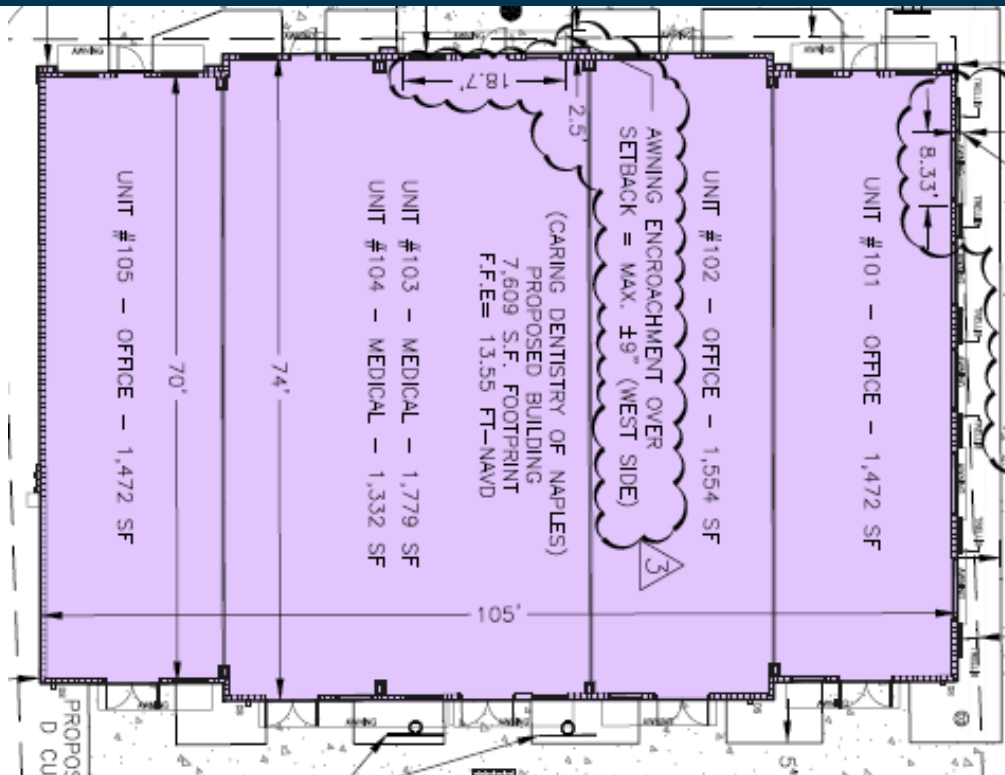 UNIT #101 – OFFICE – 1,472 SF
8.33'
UNIT #102 – OFFICE – 1,554 SF
AWNING ENCROACHMENT OVER
SETBACK = MAX. ±9" (WEST SIDE)
3
2.5'
18.7'
(CARING DENTISTRY OF NAPLES)
PROPOSED BUILDING
7,609 S.F. FOOTPRINT
F.F.E= 13.55 FT-NAVD
UNIT #103 – MEDICAL – 1,779 SF
UNIT #104 – MEDICAL – 1,332 SF
74'
70'
105'
UNIT #105 – OFFICE – 1,472 SF
PROPOS
D CU
5'